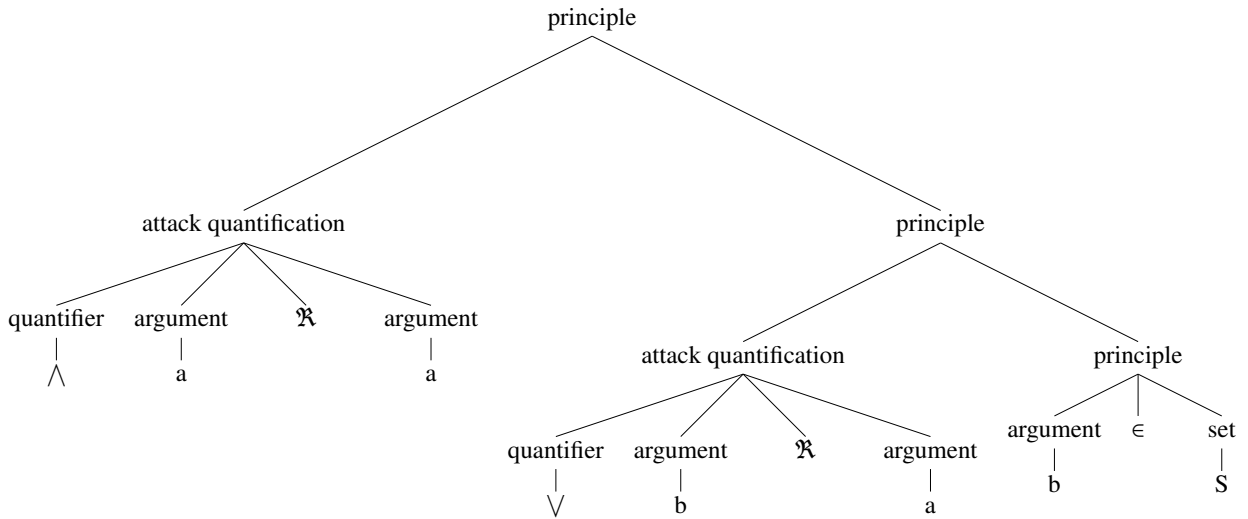 principle
attack quantification principle
quantifier argument ℜ argument
⋀ a a
attack quantification principle
quantifier argument ℜ argument
⋁ b a
argument ∈ set
b S